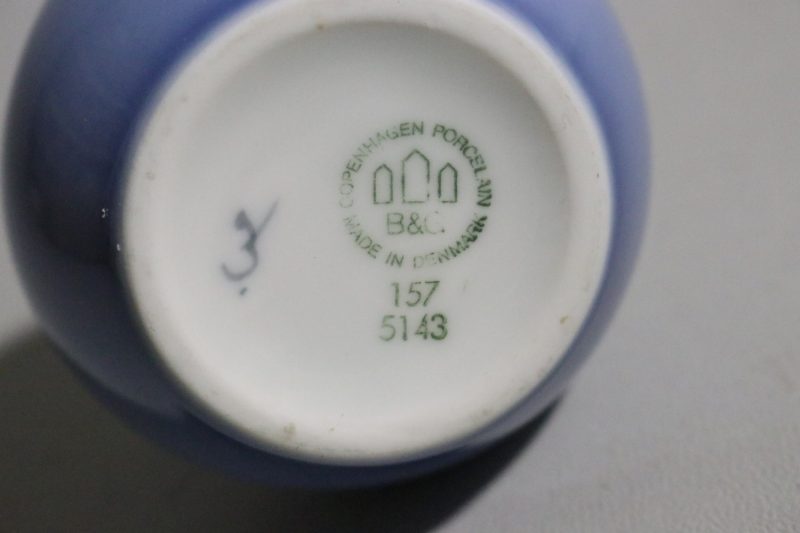 COPENHAGEN PORCELAIN
B&G
MADE IN DENMARK
157
5143